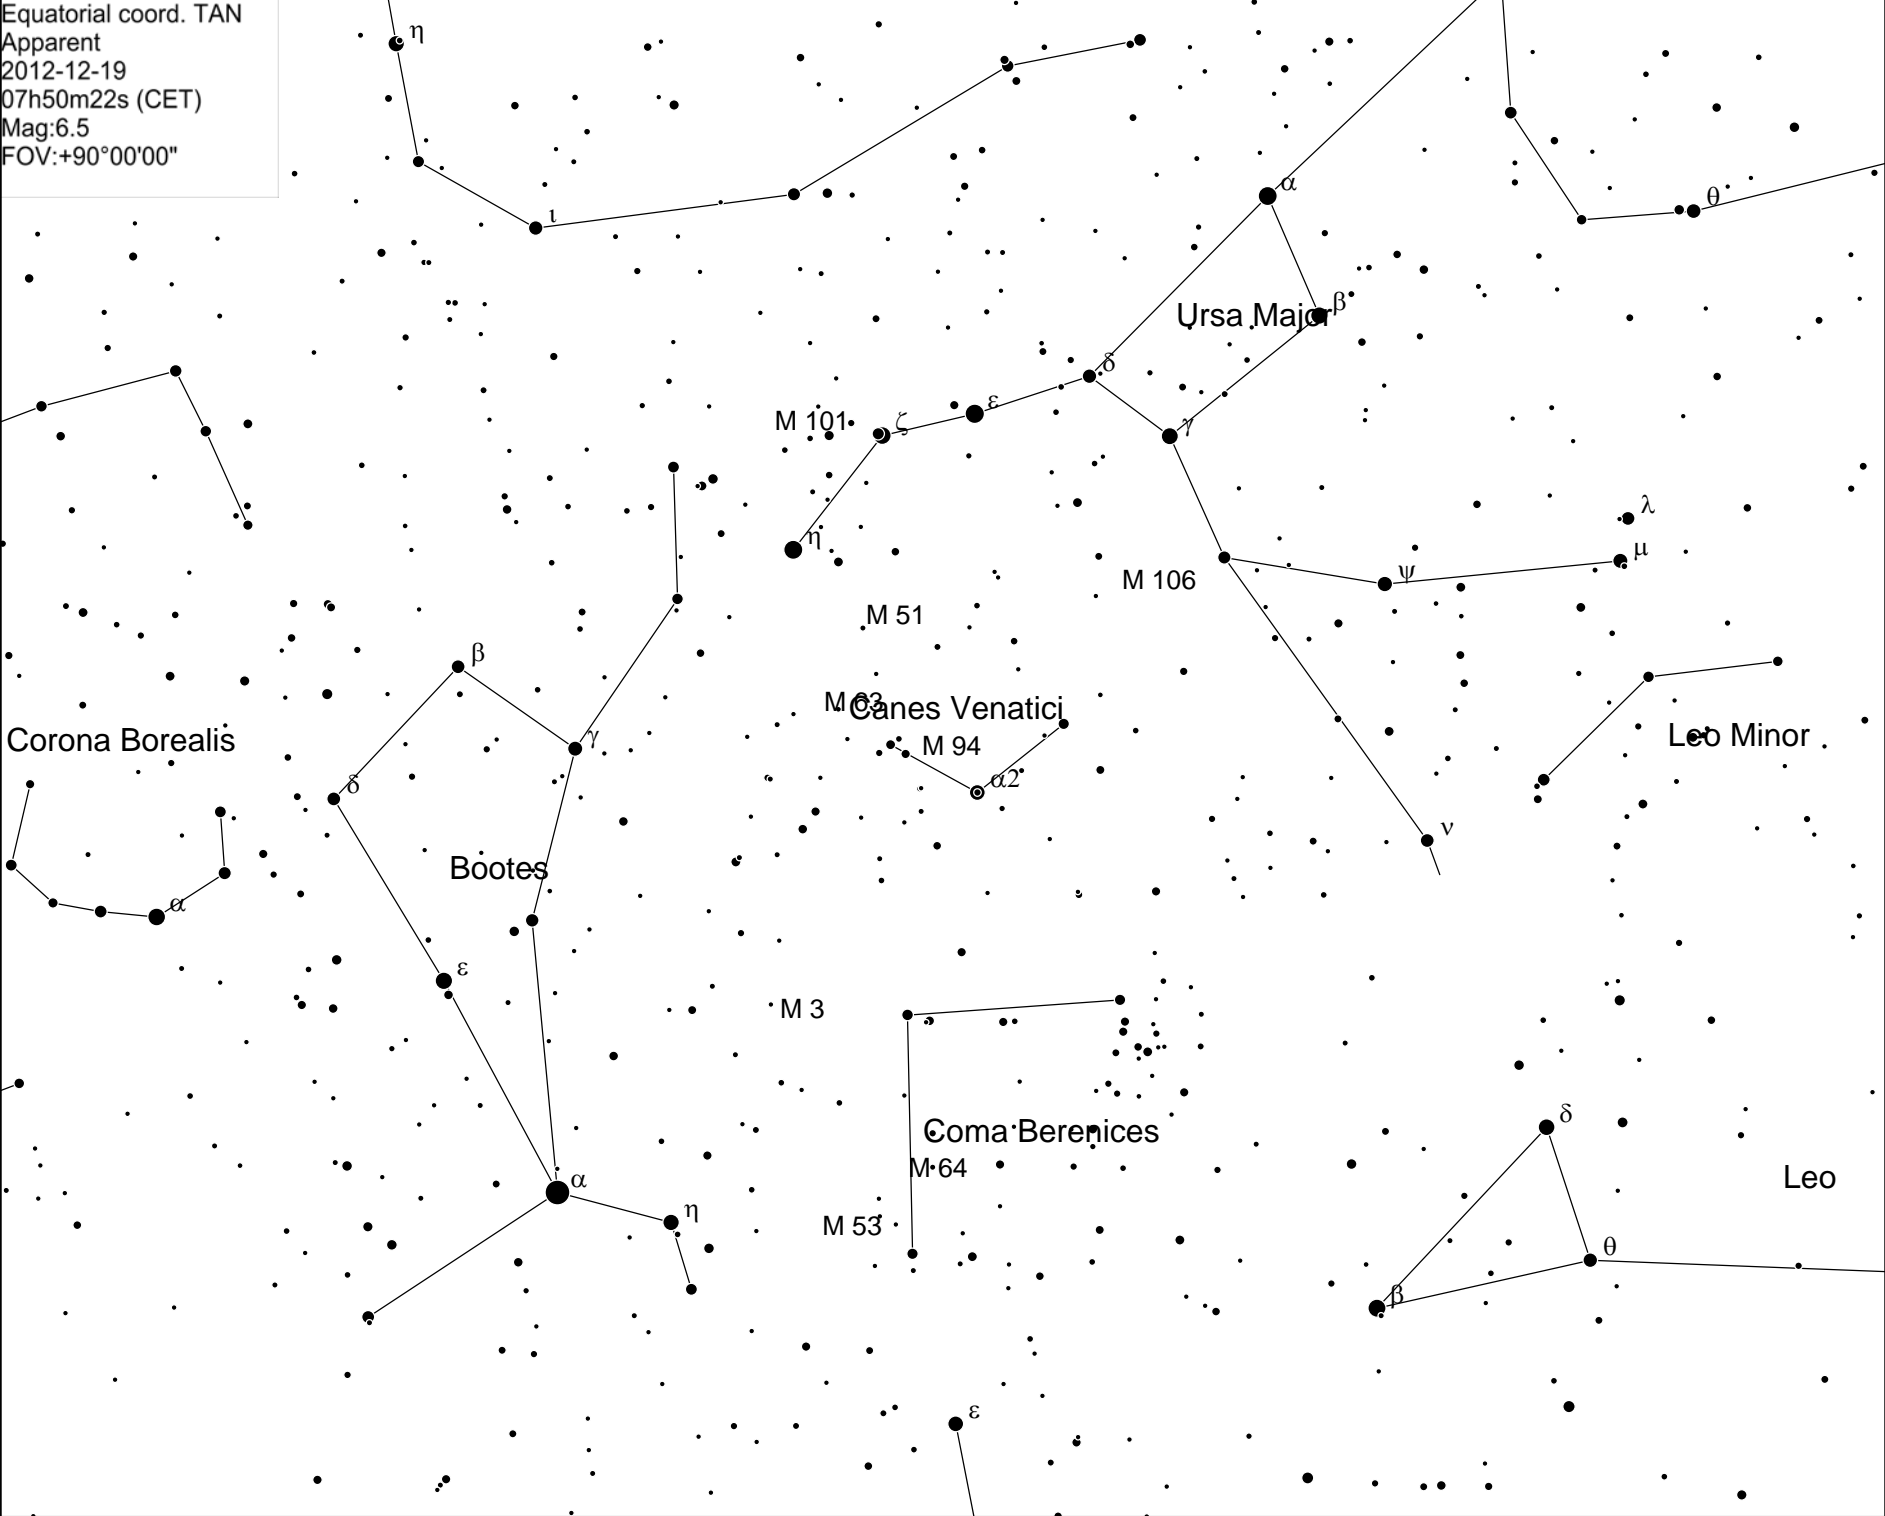 Equatorial coord. TAN
Apparent
2012-12-19
07h50m22s (CET)
Mag:6.5
FOV:+90°00'00"
η
α
θ
ι
Ursa Major
β
δ
ε
M 101
ζ
γ
λ
η
μ
M 106
ψ
M 51
β
M 63
Canes Venatici
Corona Borealis
γ
M 94
Leo Minor
α2
δ
ν
Bootes
α
ε
M 3
δ
Coma Berenices
M 64
Leo
α
η
M 53
θ
β
ε